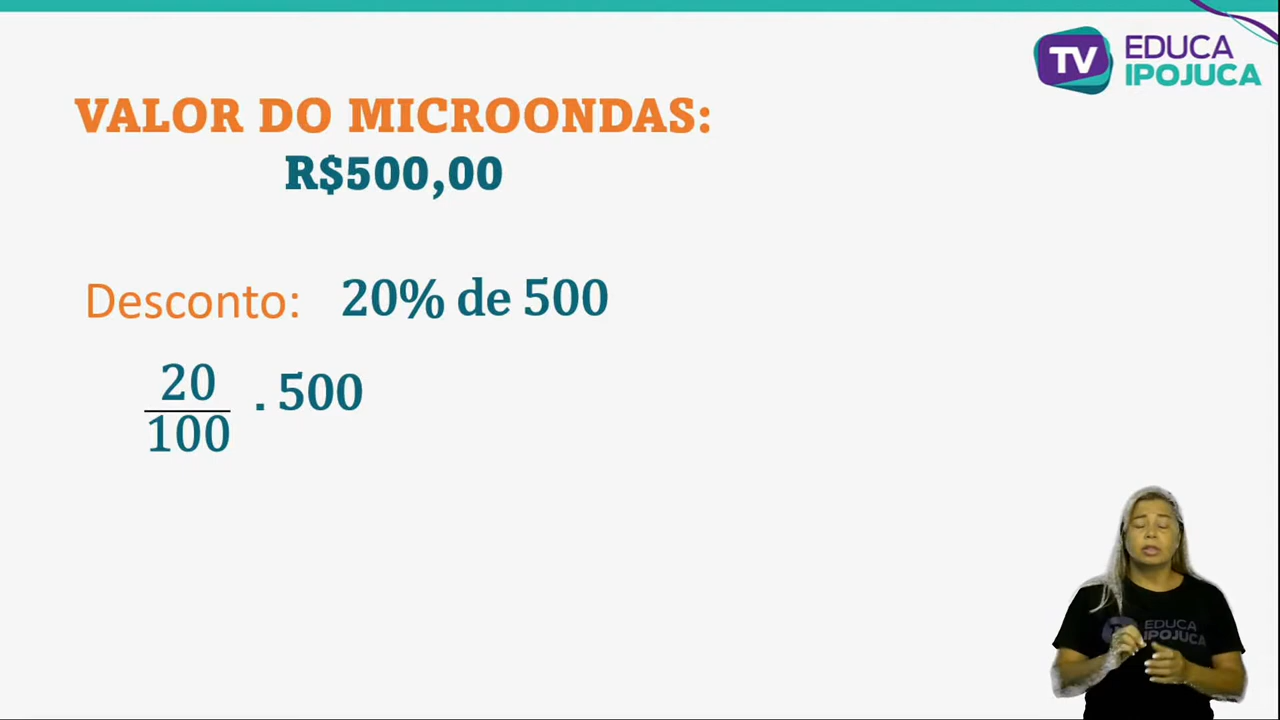 TV EDUCA
IPOJUCA
VALOR DO MICROONDAS:
R$500,00
Desconto: 20% de 500
20
100
. 500
EDUCA
IPOJUCA